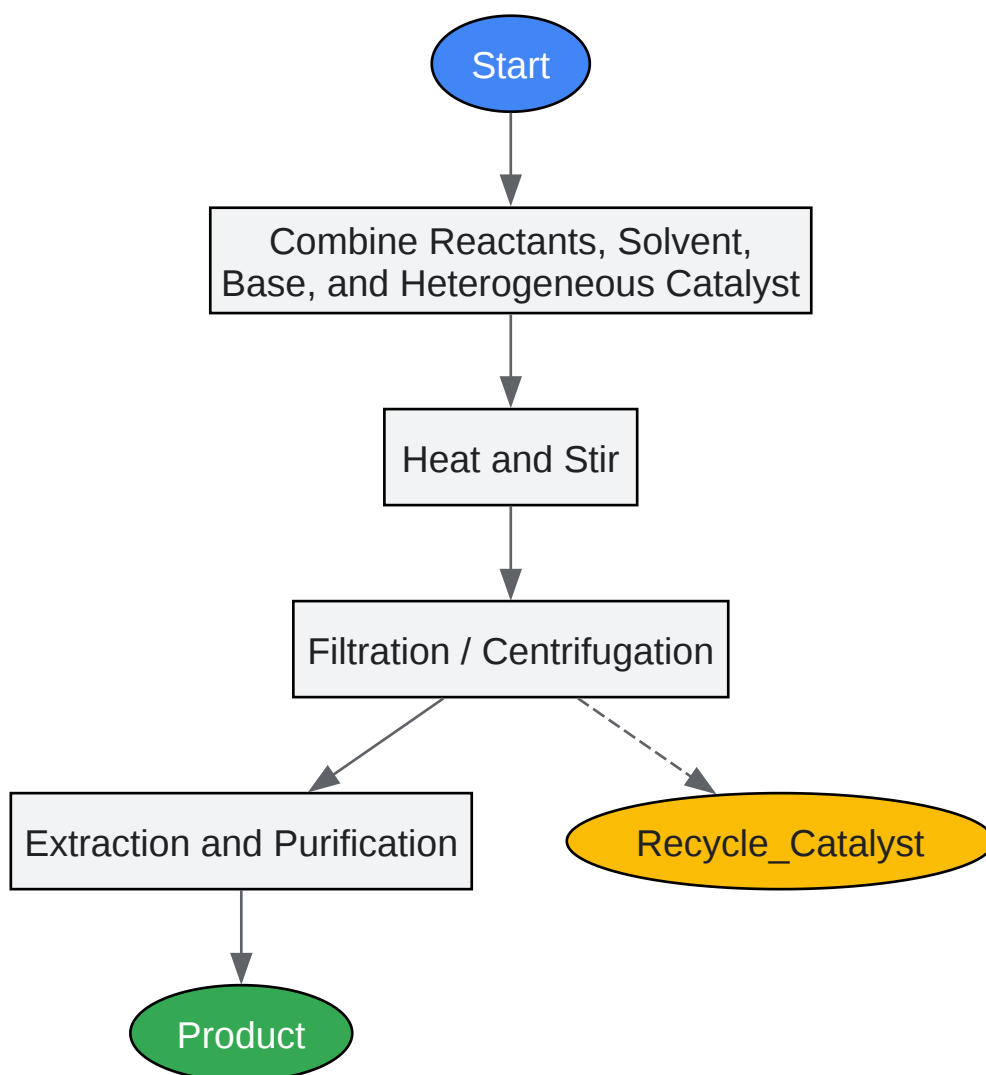 Start
Combine Reactants, Solvent,
Base, and Heterogeneous Catalyst
Heat and Stir
Filtration / Centrifugation
Extraction and Purification
Recycle_Catalyst
Product